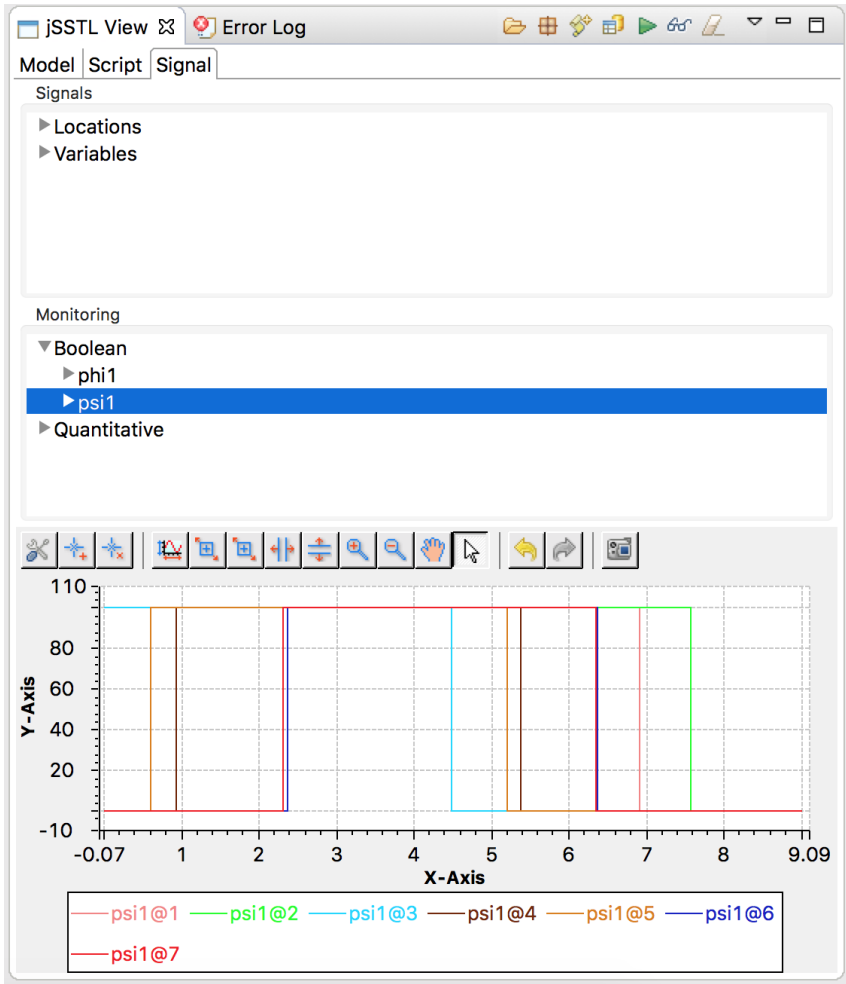 jSSTL View Error Log
Model Script Signal
Signals
Locations
Variables
Monitoring
Boolean
phi1
psi1
Quantitative
110
80
60
40
20
-10
Y-Axis
-0.07 1 2 3 4 5 6 7 8 9.09
X-Axis
psi1@1 psi1@2 psi1@3 psi1@4 psi1@5 psi1@6
psi1@7